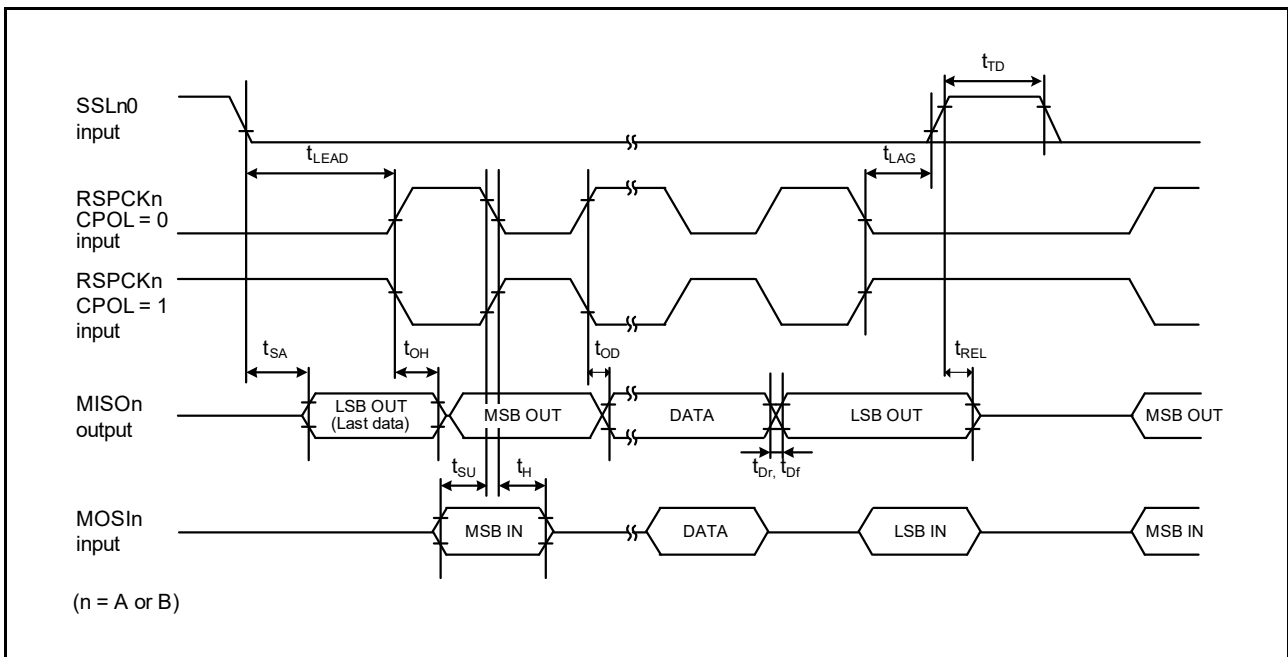 t_TD
SSLn0
input
t_LEAD
t_LAG
RSPCKn
CPOL = 0
input
RSPCKn
CPOL = 1
input
t_SA
t_OH
t_OD
t_REL
MISOn
output
LSB OUT
(Last data)
MSB OUT
DATA
LSB OUT
MSB OUT
t_SU
t_H
t_Dr, t_Df
MOSIn
input
MSB IN
DATA
LSB IN
MSB IN
(n = A or B)